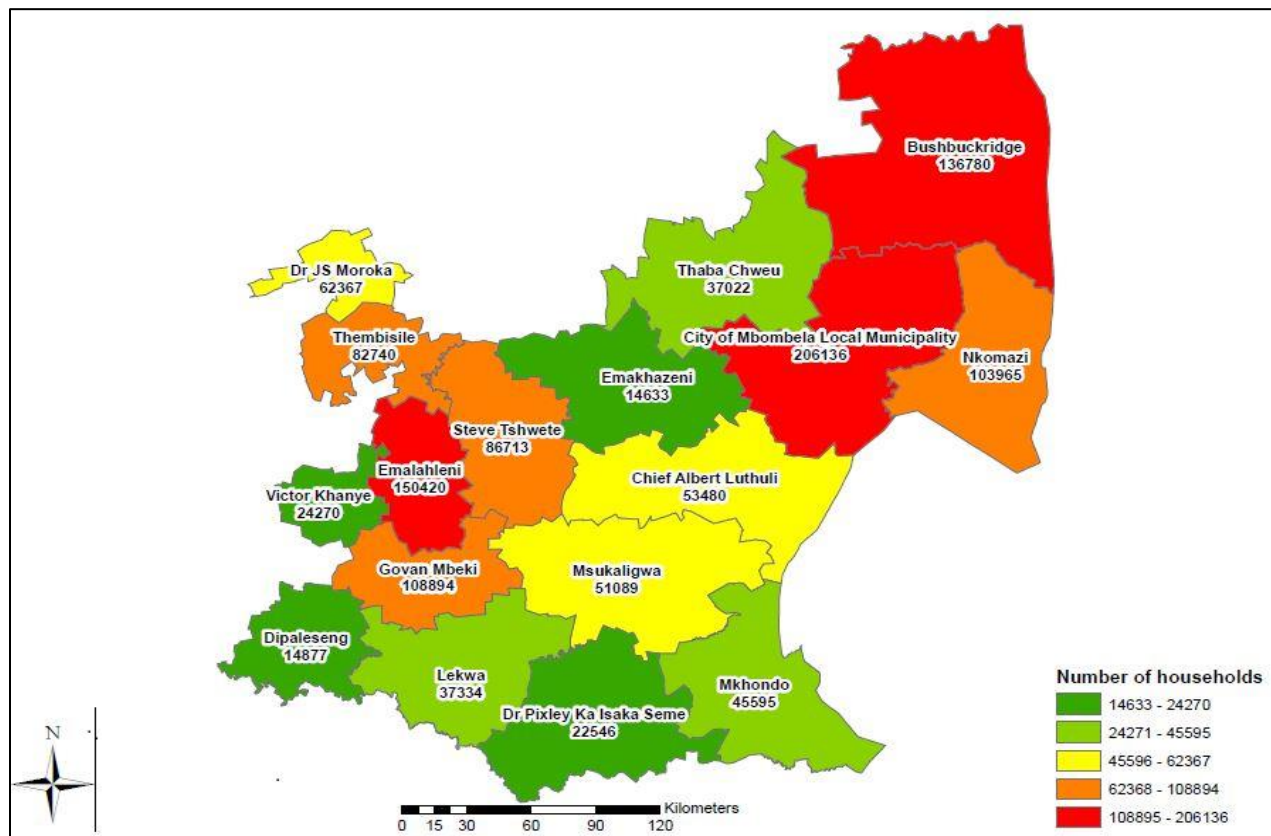 Bushbuckridge
136780
Dr JS Moroka
62367
Thaba Chweu
37022
Thembisile
82740
City of Mbombela Local Municipality
206136
Nkomazi
103965
Emakhazeni
14633
Steve Tshwete
86713
Emalahleni
150420
Victor Khanye
24270
Chief Albert Luthuli
53480
Govan Mbeki
108894
Msukaligwa
51089
Dipaleseng
14877
Lekwa
37334
Mkhondo
45595
Dr Pixley Ka Isaka Seme
22546
Number of households
14633 - 24270
24271 - 45595
45596 - 62367
62368 - 108894
108895 - 206136
N
Kilometers
0 15 30 60 90 120